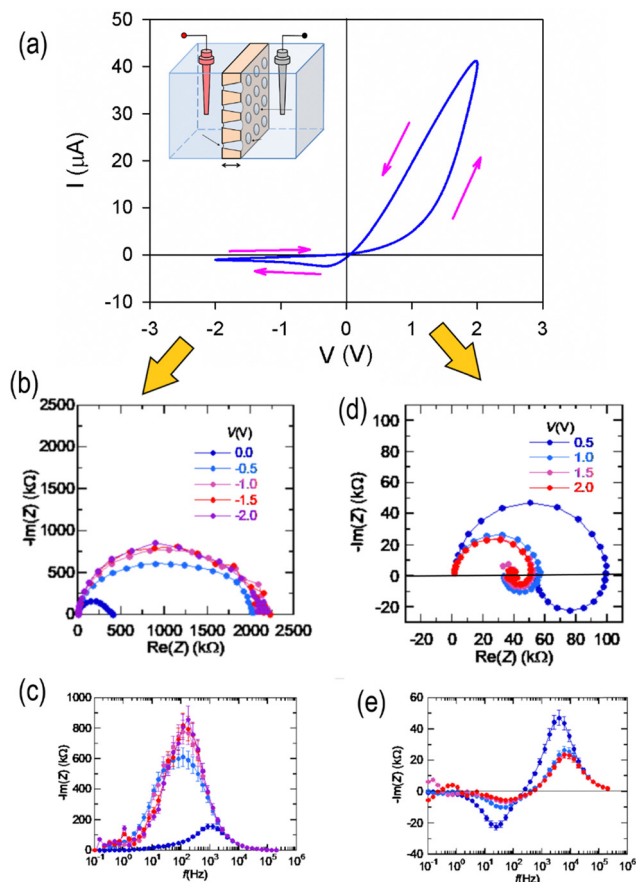 (a)
50
40
30
20
10
0
-10
I (μA)
-3 -2 -1 0 1 2 3
V (V)
(b)
2500
2000
1500
1000
500
0
-Im(Z) (kΩ)
V(V)
0.0
-0.5
-1.0
-1.5
-2.0
0 500 1000 1500 2000 2500
Re(Z) (kΩ)
(d)
100
80
60
40
20
0
-20
-Im(Z) (kΩ)
V(V)
0.5
1.0
1.5
2.0
-20 0 20 40 60 80 100
Re(Z) (kΩ)
(c)
1000
800
600
400
200
0
-Im(Z) (kΩ)
10⁻¹ 10⁰ 10¹ 10² 10³ 10⁴ 10⁵ 10⁶
f(Hz)
(e)
60
40
20
0
-20
-40
-Im(Z) (kΩ)
10⁻¹ 10⁰ 10¹ 10² 10³ 10⁴ 10⁵ 10⁶
f(Hz)